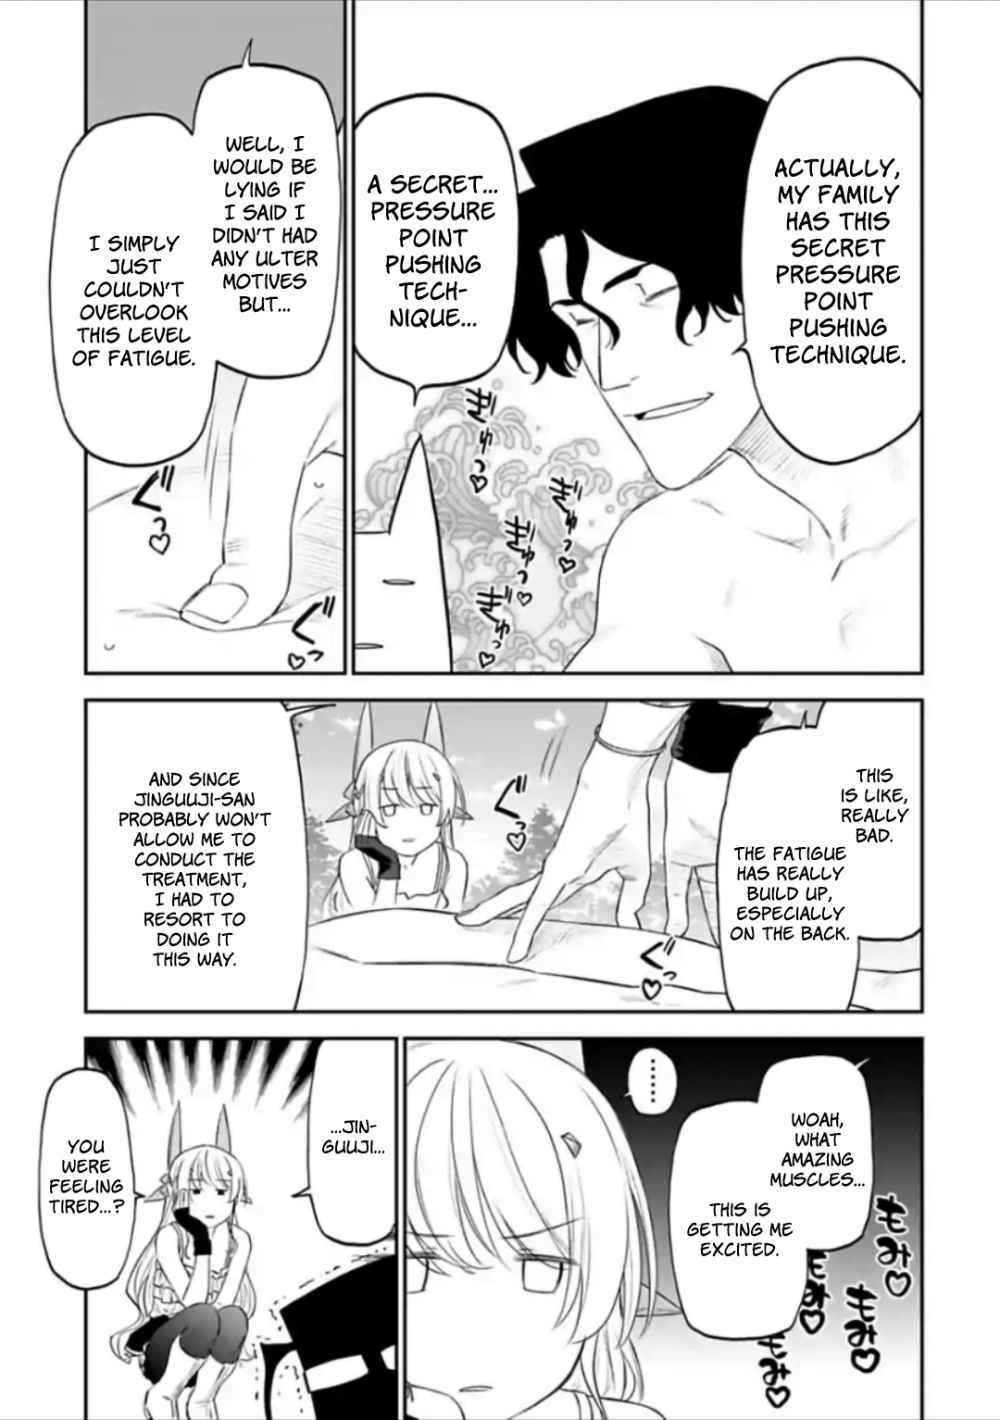 ACTUALLY,
MY FAMILY
HAS THIS
SECRET
PRESSURE
POINT
PUSHING
TECHNIQUE.
A SECRET...
PRESSURE
POINT
PUSHING
TECH-
NIQUE...
ぎゅっ♡
ぎゅっ♡
ぎゅっ♡
ぎゅっ♡
WELL, I
WOULD BE
LYING IF
I SAID I
DIDN'T HAD
ANY ULTER
MOTIVES
BUT...
I SIMPLY
JUST
COULDN'T
OVERLOOK
THIS LEVEL
OF FATIGUE.
ぐっ♡
ぐっ♡
THIS
IS LIKE,
REALLY
BAD.
THE FATIGUE
HAS REALLY
BUILD UP,
ESPECIALLY
ON THE BACK.
ぐっ♡
ぐっ♡
AND SINCE
JINGUUJI-SAN
PROBABLY WON'T
ALLOW ME TO
CONDUCT THE
TREATMENT,
I HAD TO
RESORT TO
DOING IT
THIS WAY.
WOAH,
WHAT
AMAZING
MUSCLES...
THIS IS
GETTING ME
EXCITED.
......
もみ♡
もみ♡
もみ♡
...JIN-
GUUJI...
YOU
WERE
FEELING
TIRED...?